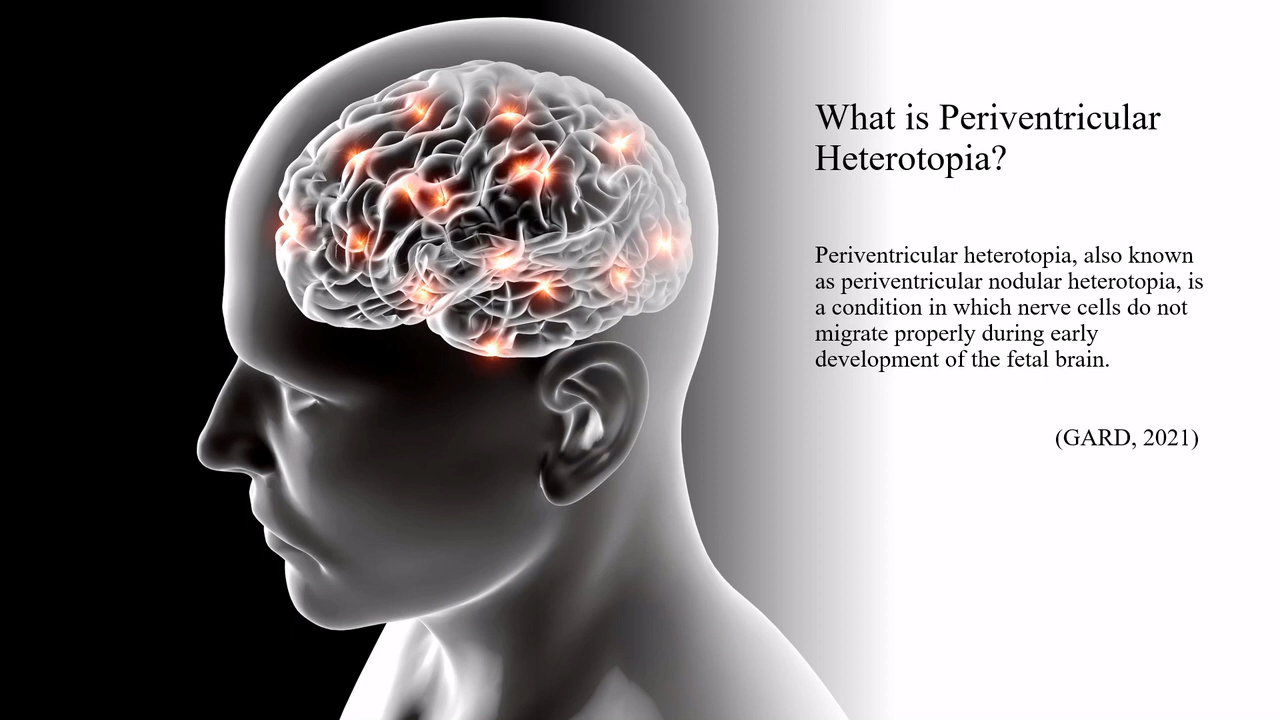 What is Periventricular
Heterotopia?
Periventricular heterotopia, also known
as periventricular nodular heterotopia, is
a condition in which nerve cells do not
migrate properly during early
development of the fetal brain.
(GARD, 2021)